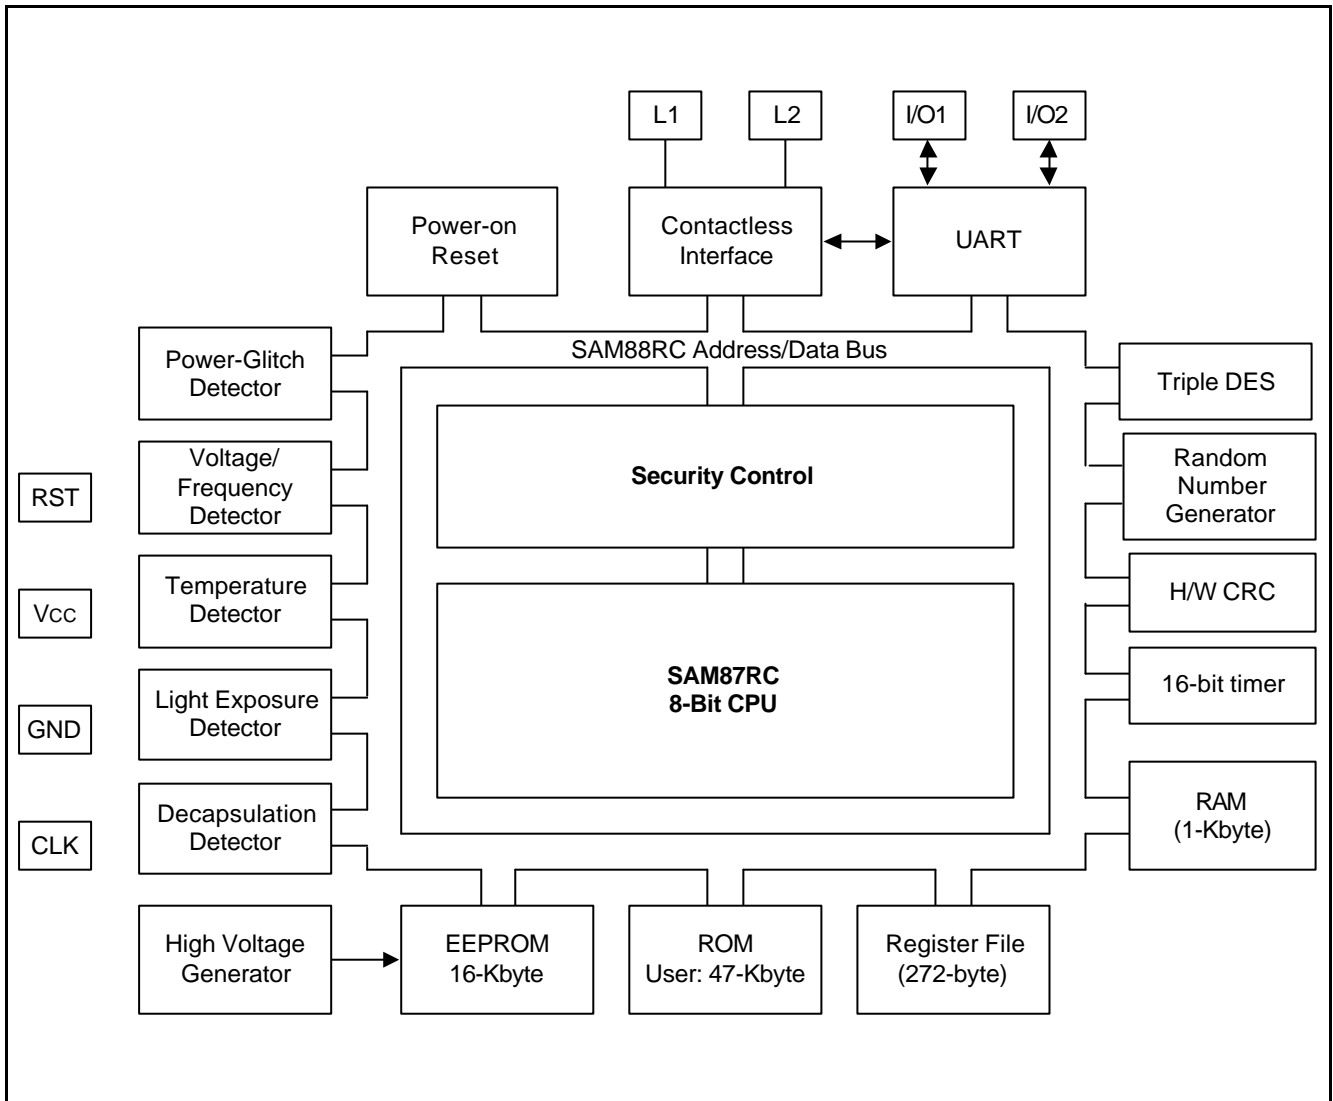 L1
L2
I/O1
I/O2
Power-on
Reset
Contactless
Interface
UART
SAM88RC Address/Data Bus
Power-Glitch
Detector
Triple DES
Security Control
Voltage/
Frequency
Detector
Random
Number
Generator
RST
Temperature
Detector
H/W CRC
VCC
SAM87RC
8-Bit CPU
Light Exposure
Detector
16-bit timer
GND
Decapsulation
Detector
RAM
(1-Kbyte)
CLK
High Voltage
Generator
EEPROM
16-Kbyte
ROM
User: 47-Kbyte
Register File
(272-byte)